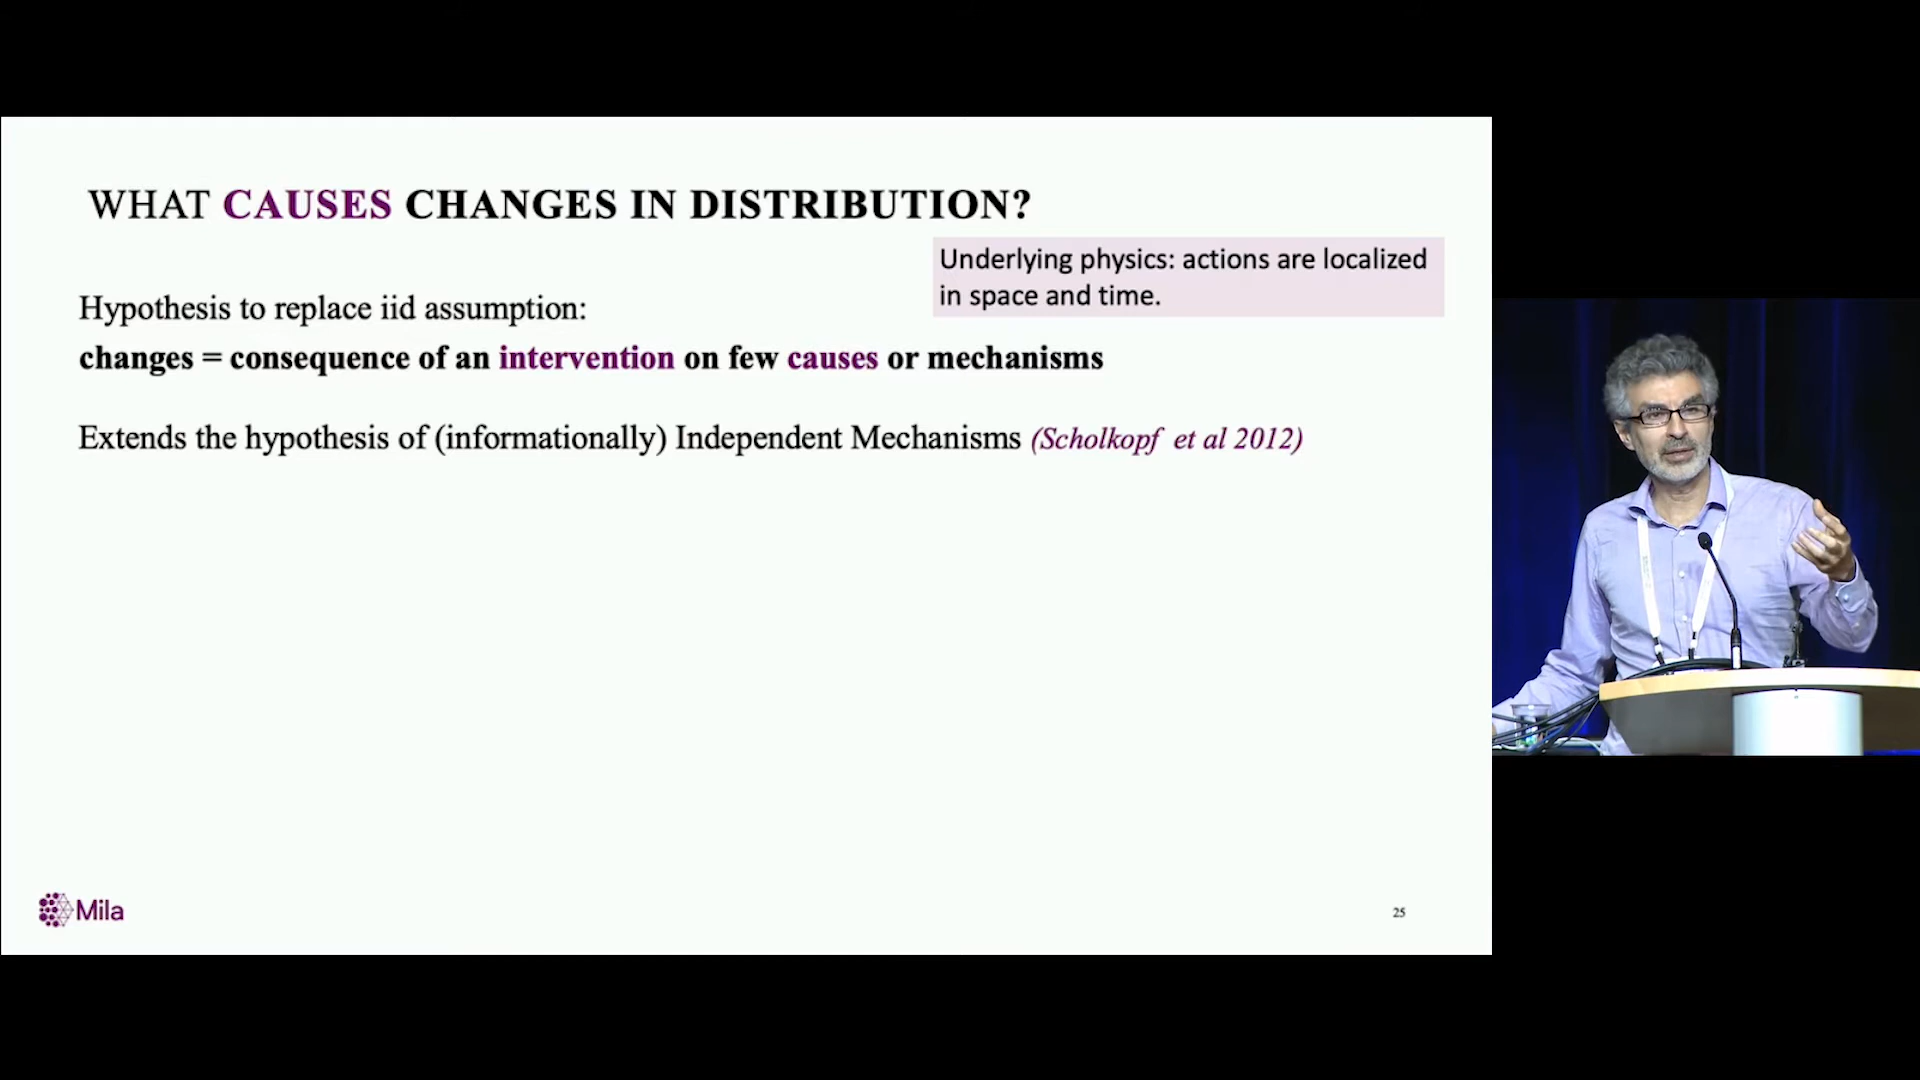 WHAT CAUSES CHANGES IN DISTRIBUTION?
Underlying physics: actions are localized
in space and time.
Hypothesis to replace iid assumption:
changes = consequence of an intervention on few causes or mechanisms
Extends the hypothesis of (informationally) Independent Mechanisms (Scholkopf et al 2012)
Mila
25